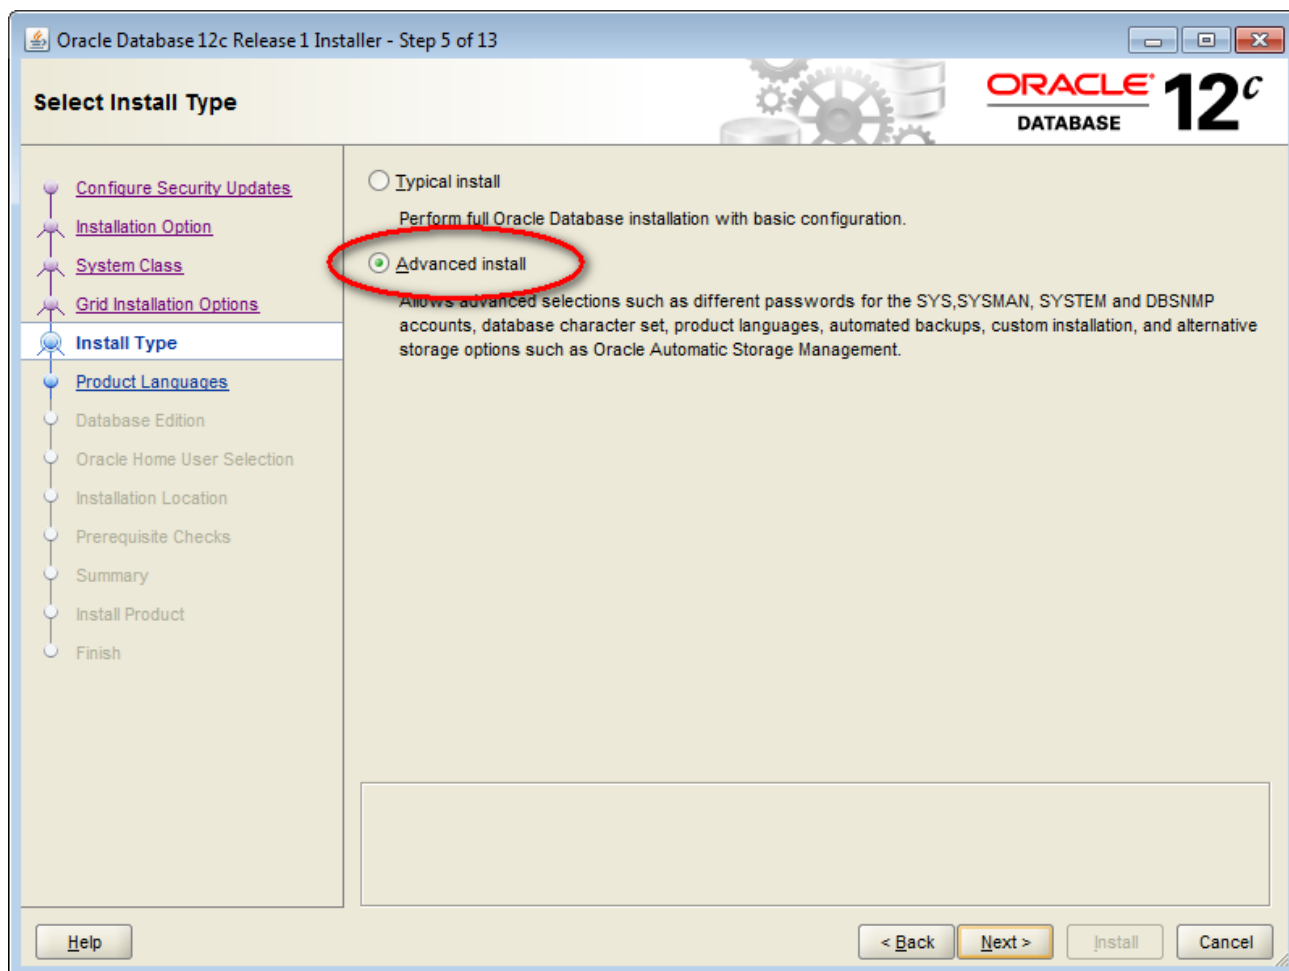 Oracle Database 12c Release 1 Installer - Step 5 of 13
Select Install Type
ORACLE
DATABASE
12c
Configure Security Updates
Installation Option
System Class
Grid Installation Options
Install Type
Product Languages
Database Edition
Oracle Home User Selection
Installation Location
Prerequisite Checks
Summary
Install Product
Finish
Typical install
Perform full Oracle Database installation with basic configuration.
Advanced install
Allows advanced selections such as different passwords for the SYS,SYSMAN, SYSTEM and DBSNMP
accounts, database character set, product languages, automated backups, custom installation, and alternative
storage options such as Oracle Automatic Storage Management.
Help
< Back
Next >
Install
Cancel